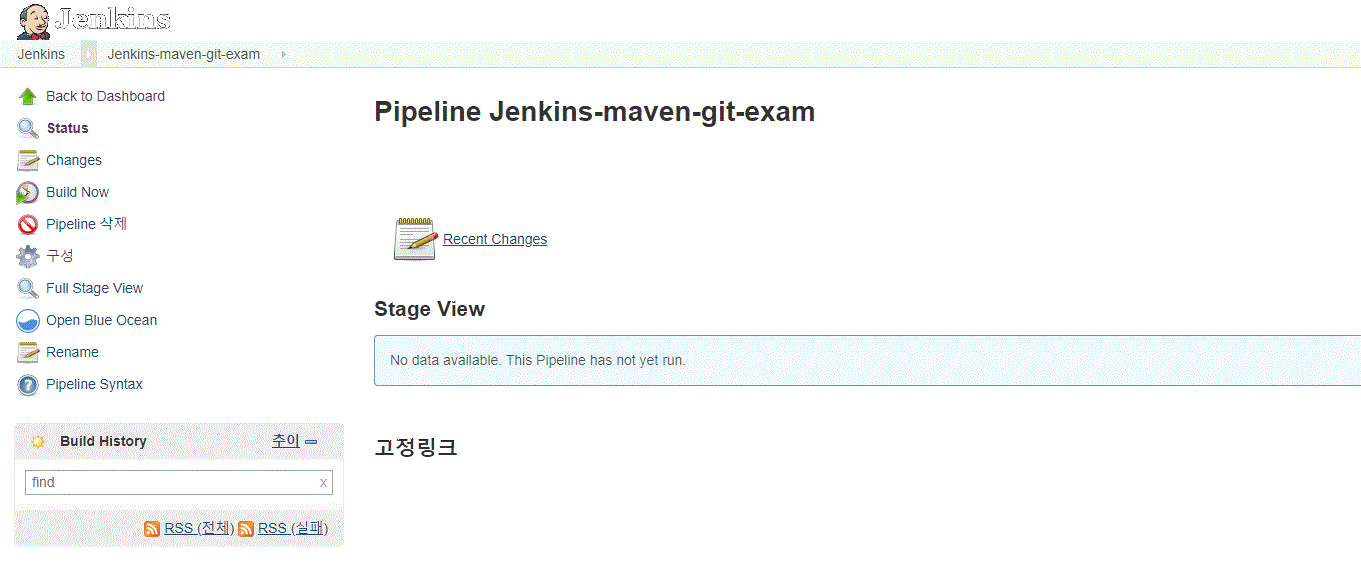 Jenkins
Jenkins Jenkins-maven-git-exam
Back to Dashboard
Status
Changes
Build Now
Pipeline 삭제
구성
Full Stage View
Open Blue Ocean
Rename
Pipeline Syntax
Build History 추이
find x
RSS (전체) RSS (실패)
Pipeline Jenkins-maven-git-exam
Recent Changes
Stage View
No data available. This Pipeline has not yet run.
고정링크